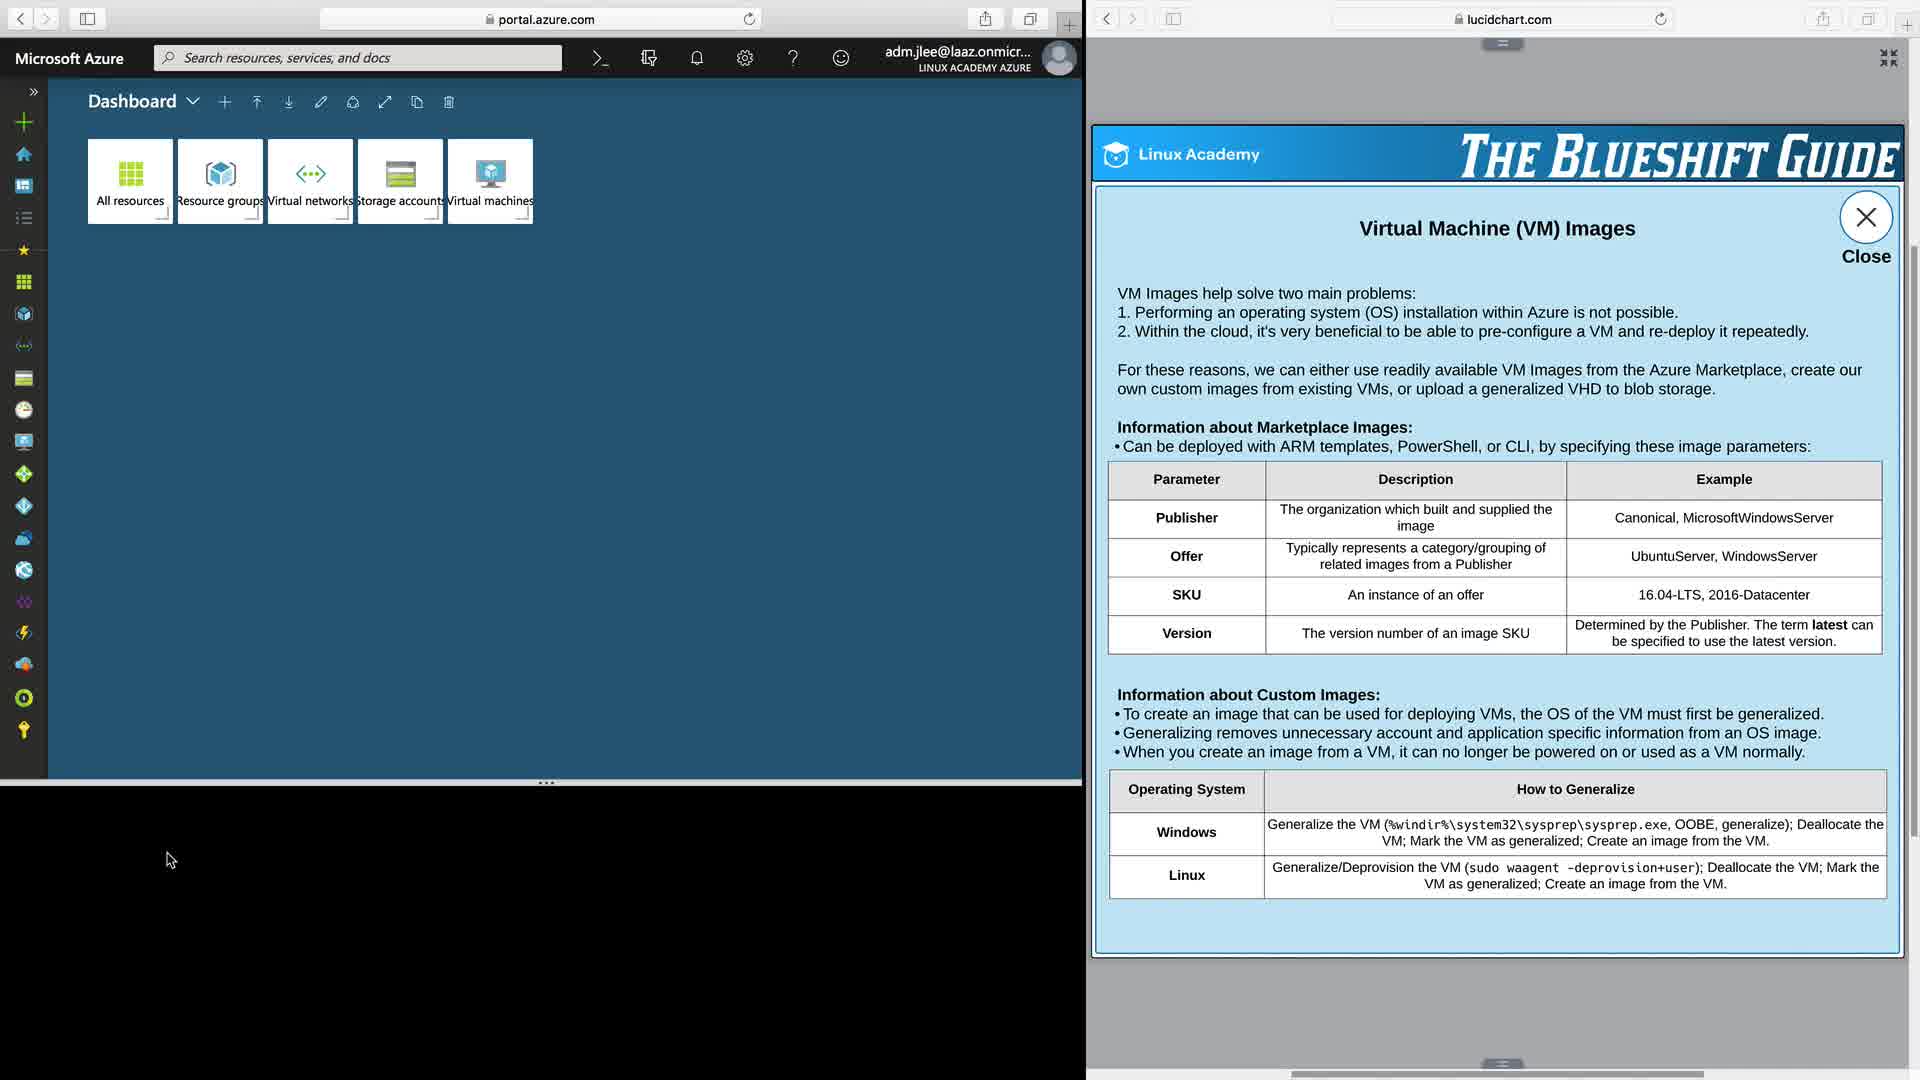 portal.azure.com
Microsoft Azure
Search resources, services, and docs
adm.jlee@laaz.onmicr...
LINUX ACADEMY AZURE
Dashboard
All resources
Resource groups
Virtual networks
Storage accounts
Virtual machines
lucidchart.com
Linux Academy
THE BLUESHIFT GUIDE
Virtual Machine (VM) Images
Close
VM Images help solve two main problems:
1. Performing an operating system (OS) installation within Azure is not possible.
2. Within the cloud, it's very beneficial to be able to pre-configure a VM and re-deploy it repeatedly.
For these reasons, we can either use readily available VM Images from the Azure Marketplace, create our
own custom images from existing VMs, or upload a generalized VHD to blob storage.
Information about Marketplace Images:
• Can be deployed with ARM templates, PowerShell, or CLI, by specifying these image parameters:
Parameter Description Example
Publisher The organization which built and supplied the image Canonical, MicrosoftWindowsServer
Offer Typically represents a category/grouping of related images from a Publisher UbuntuServer, WindowsServer
SKU An instance of an offer 16.04-LTS, 2016-Datacenter
Version The version number of an image SKU Determined by the Publisher. The term latest can be specified to use the latest version.
Information about Custom Images:
• To create an image that can be used for deploying VMs, the OS of the VM must first be generalized.
• Generalizing removes unnecessary account and application specific information from an OS image.
• When you create an image from a VM, it can no longer be powered on or used as a VM normally.
Operating System How to Generalize
Windows Generalize the VM (%windir%\system32\sysprep\sysprep.exe, OOBE, generalize); Deallocate the
VM; Mark the VM as generalized; Create an image from the VM.
Linux Generalize/Deprovision the VM (sudo waagent -deprovision+user); Deallocate the VM; Mark the
VM as generalized; Create an image from the VM.